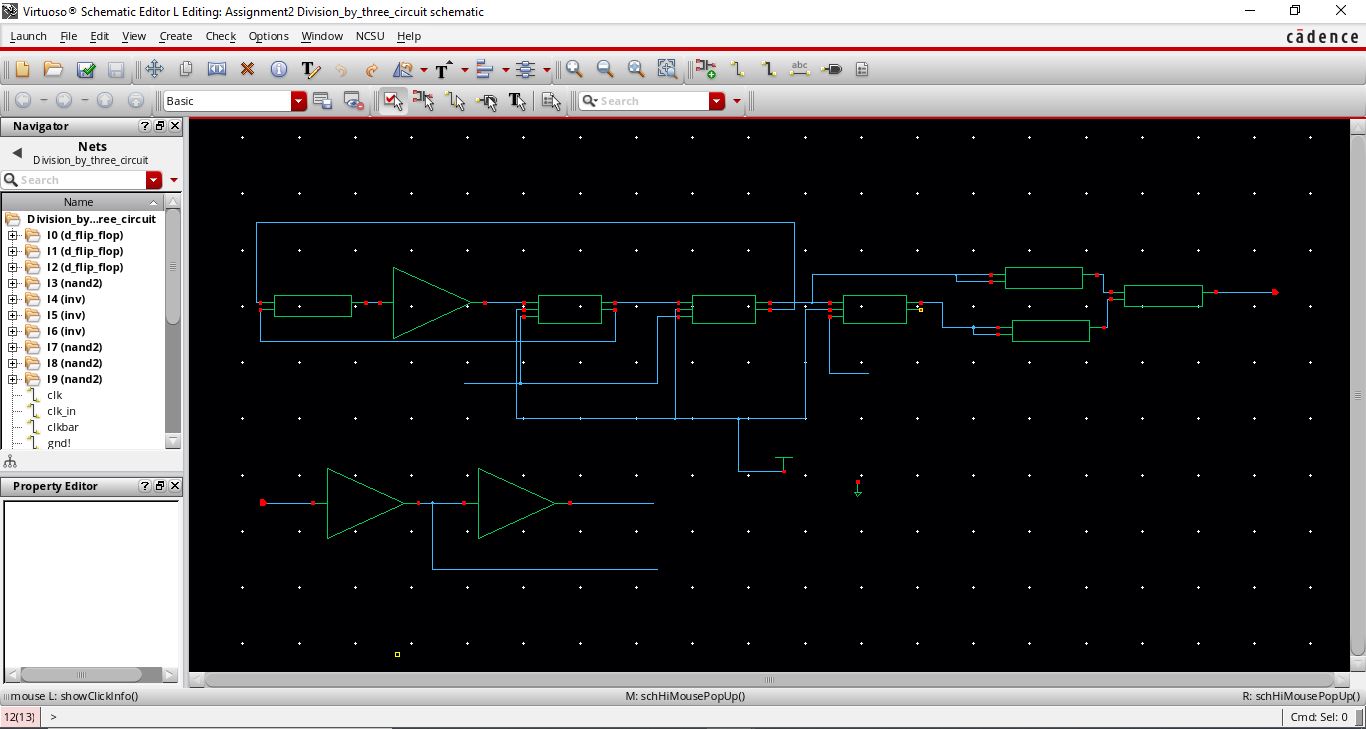 Virtuoso® Schematic Editor L Editing: Assignment2 Division_by_three_circuit schematic
Launch File Edit View Create Check Options Window NCSU Help
cādence
abc
Basic
Search
Navigator
Nets
Division_by_three_circuit
Search
Name
Division_by...ree_circuit
I0 (d_flip_flop)
I1 (d_flip_flop)
I2 (d_flip_flop)
I3 (nand2)
I4 (inv)
I5 (inv)
I6 (inv)
I7 (nand2)
I8 (nand2)
I9 (nand2)
clk
clk_in
clkbar
gnd!
Property Editor
mouse L: showClickInfo() M: schHiMousePopUp() R: schHiMousePopUp()
12(13) > Cmd: Sel: 0